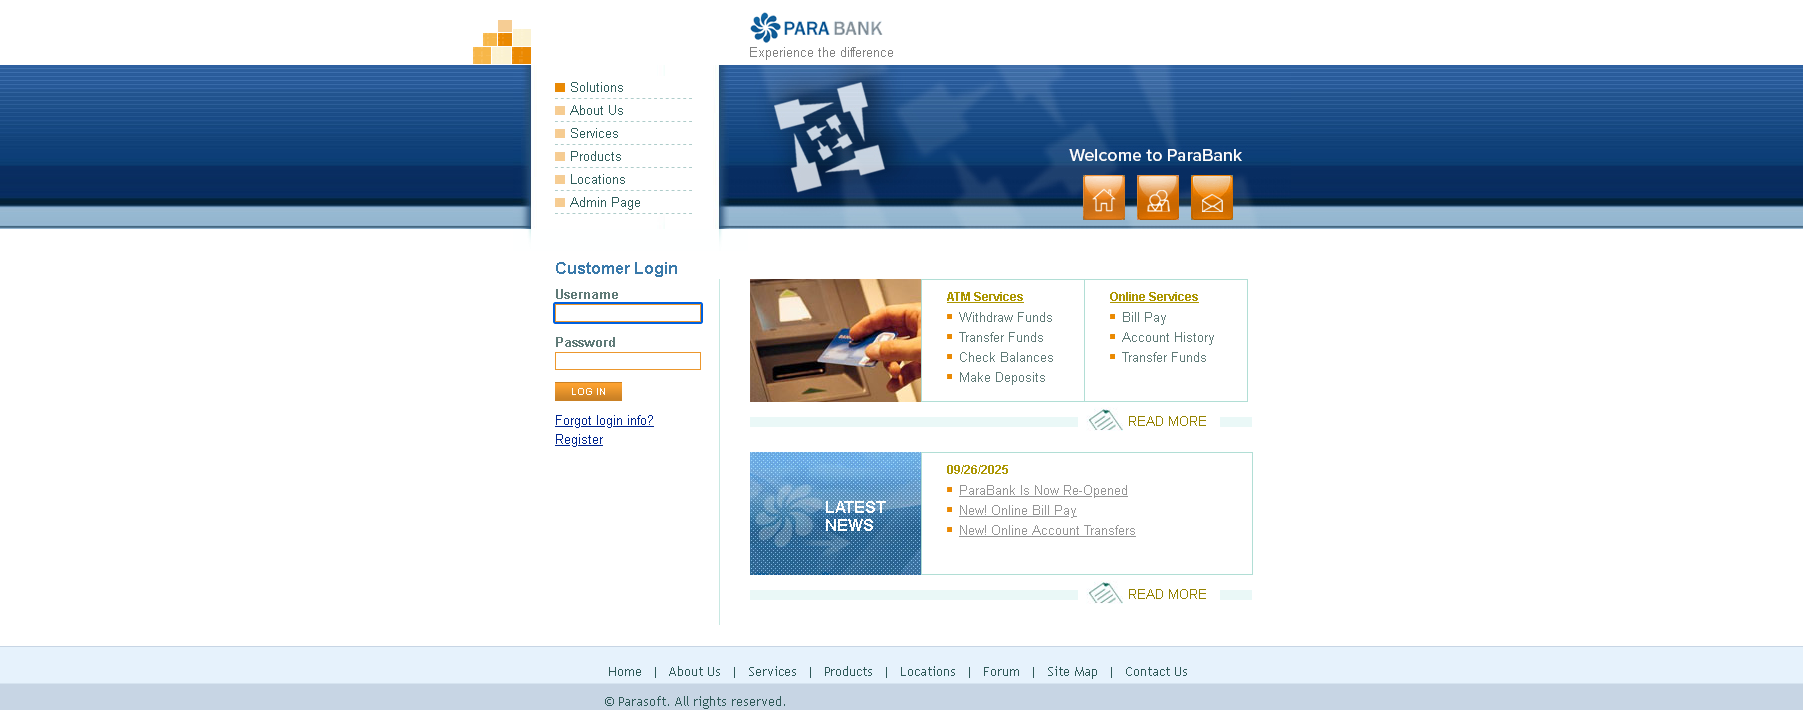 PARA BANK
Experience the difference
Solutions
About Us
Services
Products
Locations
Admin Page
Welcome to ParaBank
Customer Login
Username
Password
LOG IN
Forgot login info?
Register
ATM Services
Withdraw Funds
Transfer Funds
Check Balances
Make Deposits
Online Services
Bill Pay
Account History
Transfer Funds
READ MORE
LATEST
NEWS
09/26/2025
ParaBank Is Now Re-Opened
New! Online Bill Pay
New! Online Account Transfers
READ MORE
Home | About Us | Services | Products | Locations | Forum | Site Map | Contact Us
© Parasoft. All rights reserved.